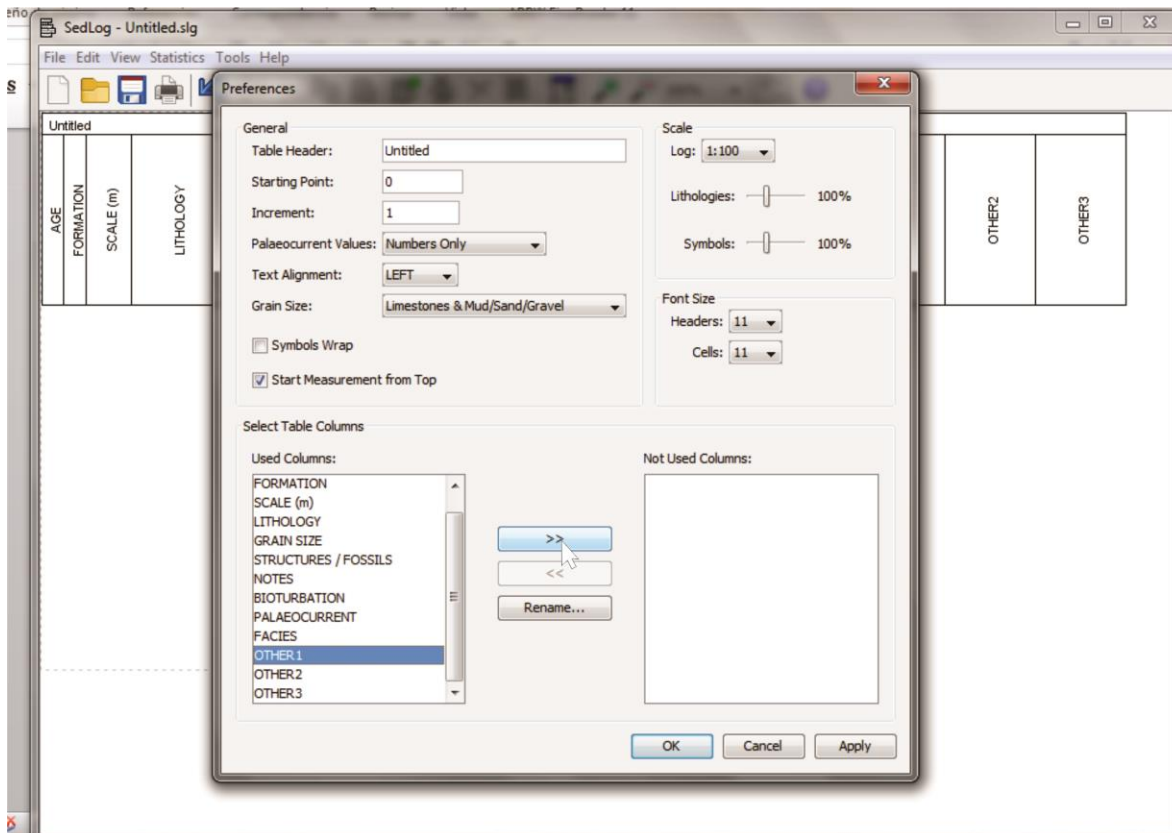 SedLog - Untitled.slg
File Edit View Statistics Tools Help
s
Untitled
AGE
FORMATION
SCALE (m)
LITHOLOGY
OTHER2
OTHER3
Preferences
General
Table Header: Untitled
Starting Point: 0
Increment: 1
Palaeocurrent Values: Numbers Only
Text Alignment: LEFT
Grain Size: Limestones & Mud/Sand/Gravel
Symbols Wrap
Start Measurement from Top
Scale
Log: 1:100
Lithologies: 100%
Symbols: 100%
Font Size
Headers: 11
Cells: 11
Select Table Columns
Used Columns:
FORMATION
SCALE (m)
LITHOLOGY
GRAIN SIZE
STRUCTURES / FOSSILS
NOTES
BIOTURBATION
PALAEOCURRENT
FACIES
OTHER1
OTHER2
OTHER3
>>
<<
Rename...
Not Used Columns:
OK Cancel Apply